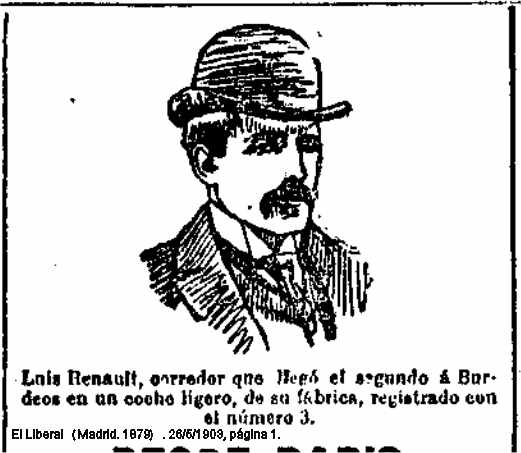 Luis Renault, corredor que llegó el segundo á Bur-
deos en un coche ligero, de su fábrica, registrado con
el número 3.
El Liberal (Madrid. 1879) . 26/5/1903, página 1.